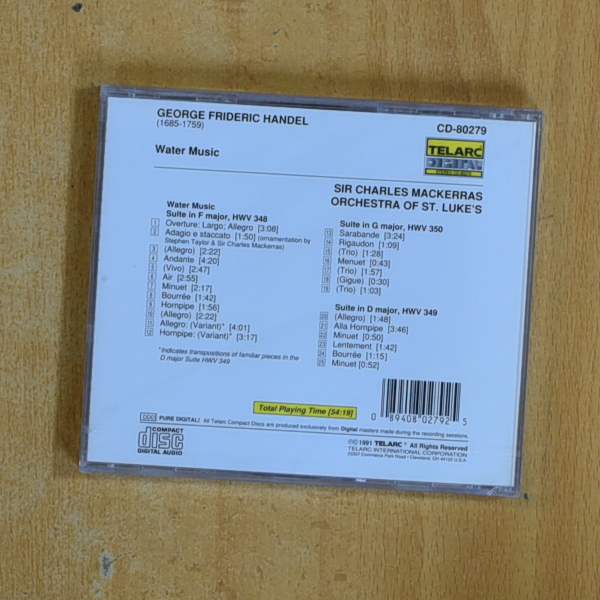 GEORGE FRIDERIC HANDEL
(1685-1759)
CD-80279
TELARC
DIGITAL
Water Music
SIR CHARLES MACKERRAS
ORCHESTRA OF ST. LUKE'S
Water Music
Suite in F major, HWV 348
1 Overture: Largo; Allegro [3:08]
2 Adagio e staccato [1:50] (ornamentation by
Stephen Taylor & Sir Charles Mackerras)
3 (Allegro) [2:22]
4 Andante [4:20]
5 (Vivo) [2:47]
6 Air [2:55]
7 Minuet [2:17]
8 Bourrée [1:42]
9 Hornpipe [1:56]
10 (Allegro) [2:22]
11 Allegro: (Variant)* [4:01]
12 Hornpipe: (Variant)* [3:17]
*Indicates transpositions of familiar pieces in the
D major Suite HWV 349
Suite in G major, HWV 350
13 Sarabande [3:24]
14 Rigaudon [1:09]
15 (Trio) [1:28]
16 Menuet [0:43]
17 (Trio) [1:57]
18 (Gigue) [0:30]
19 (Trio) [1:03]
Suite in D major, HWV 349
20 (Allegro) [1:48]
21 Alla Hornpipe [3:46]
22 Minuet [0:50]
23 Lentement [1:42]
24 Bourrée [1:15]
25 Minuet [0:52]
Total Playing Time [54:19]
0 89408 02792 5
DDD PURE DIGITAL! All Telarc Compact Discs are produced exclusively from Digital masters made during the recording sessions.
COMPACT
disc
DIGITAL AUDIO
Ⓟ©1991 TELARC® All Rights Reserved
TELARC INTERNATIONAL CORPORATION
23307 Commerce Park Road • Cleveland, OH 44122 U.S.A.